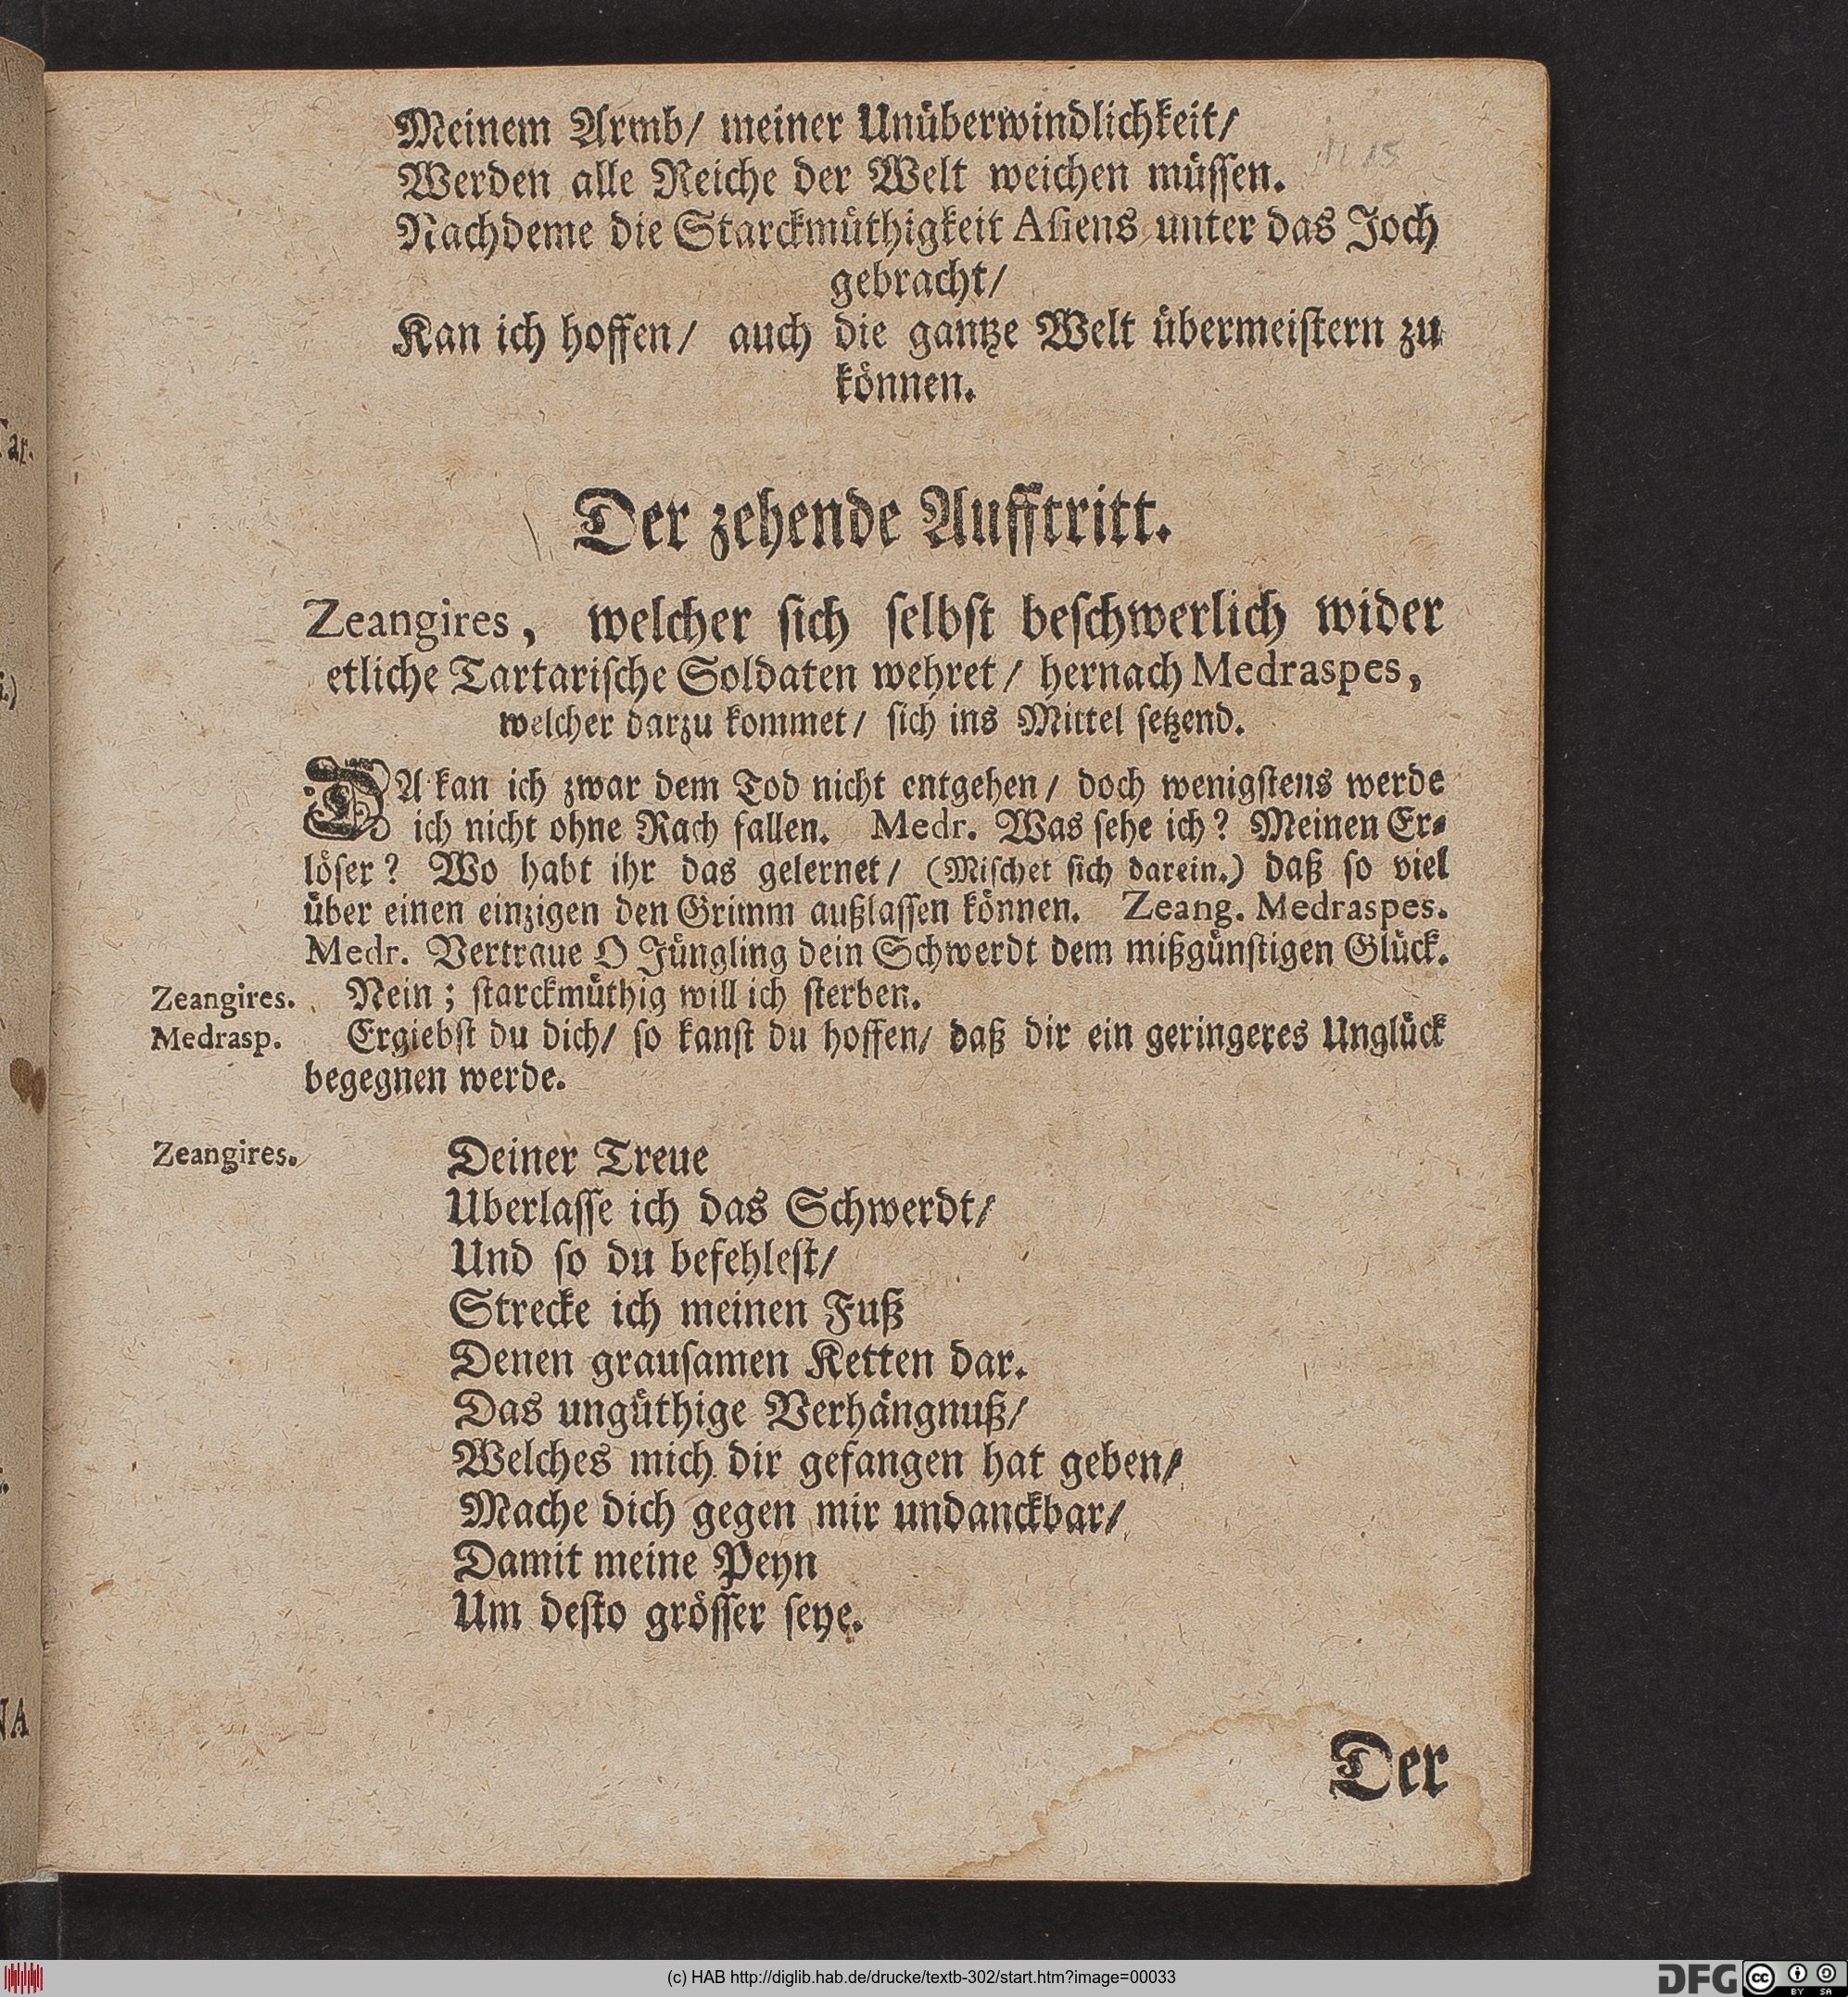 Meinem Armb/ meiner Unüberwindlichkeit/
Werden alle Reiche der Welt weichen müſſen.
Nachdeme die Starckmüthigkeit Aſiens unter das Joch
gebracht/
Kan ich hoffen/ auch die gantze Welt übermeiſtern zu
können.
Der zehende Aufftritt.
Zeangires, welcher ſich ſelbſt beſchwerlich wider
etliche Tartariſche Soldaten wehret/ hernach Medraspes,
welcher darzu kommet/ ſich ins Mittel ſetzend.
DA kan ich zwar dem Tod nicht entgehen/ doch wenigſtens werde
ich nicht ohne Rach fallen. Medr. Was ſehe ich? Meinen Er⸗
löſer? Wo habt ihr das gelernet/ (Miſchet ſich darein.) daß ſo viel
über einen einzigen den Grimm außlaſſen können. Zeang. Medraspes.
Medr. Vertraue O Jüngling dein Schwerdt dem mißgünſtigen Glück.
Zeangires. Nein; ſtarckmüthig will ich ſterben.
Medrasp. Ergiebſt du dich/ ſo kanſt du hoffen/ daß dir ein geringeres Unglück
begegnen werde.
Zeangires. Deiner Treue
Uberlaſſe ich das Schwerdt/
Und ſo du befehleſt/
Strecke ich meinen Fuß
Denen grauſamen Ketten dar.
Das ungüthige Verhängnuß/
Welches mich dir gefangen hat geben/
Mache dich gegen mir undanckbar/
Damit meine Peyn
Um deſto gröſſer ſeye.
Der
(c) HAB http://diglib.hab.de/drucke/textb-302/start.htm?image=00033
DFG
cc BY SA